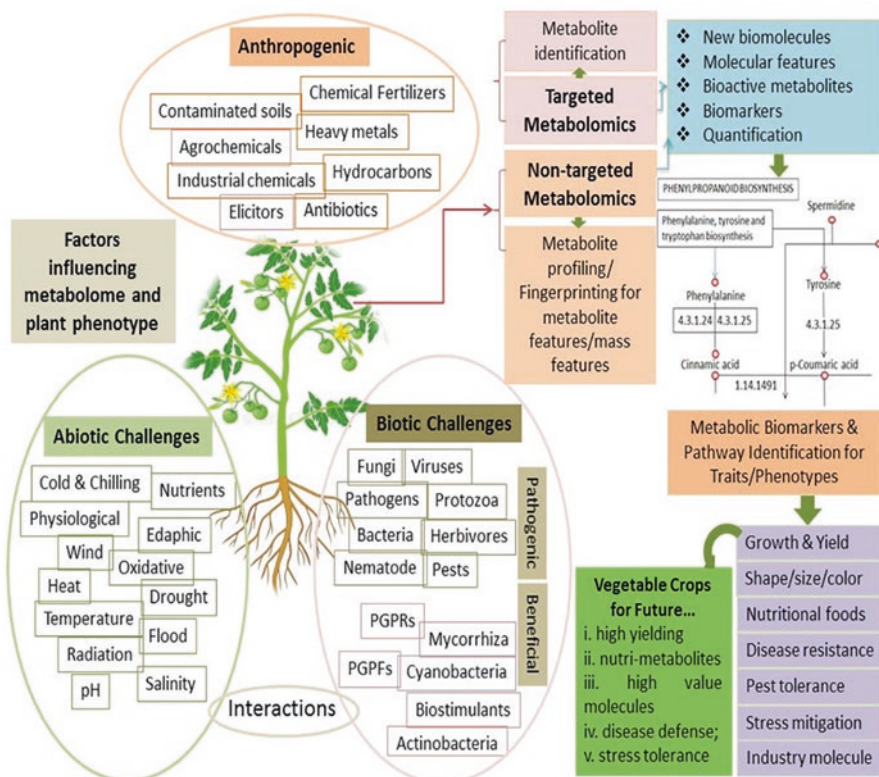 Anthropogenic
Chemical Fertilizers
Contaminated soils
Heavy metals
Agrochemicals
Hydrocarbons
Industrial chemicals
Elicitors
Antibiotics
Factors
influencing
metabolome and
plant phenotype
Metabolite
identification
Targeted
Metabolomics
Non-targeted
Metabolomics
Metabolite
profiling/
Fingerprinting for
metabolite
features/mass
features
❖ New biomolecules
❖ Molecular features
❖ Bioactive metabolites
❖ Biomarkers
❖ Quantification
PHENYLPROPANOID BIOSYNTHESIS
Spermidine
Phenylalanine, tyrosine and
tryptophan biosynthesis
Phenylalanine
Tyrosine
4.3.1.24
4.3.1.25
4.3.1.25
Cinnamic acid
p-Coumaric acid
1.14.1491
Metabolic Biomarkers &
Pathway Identification for
Traits/Phenotypes
Growth & Yield
Shape/size/color
Nutritional foods
Disease resistance
Pest tolerance
Stress mitigation
Industry molecule
Vegetable Crops
for Future...
i. high yielding
ii. nutri-metabolites
iii. high value
molecules
iv. disease defense;
v. stress tolerance
Abiotic Challenges
Cold & Chilling
Nutrients
Physiological
Edaphic
Wind
Oxidative
Heat
Drought
Temperature
Flood
Radiation
Salinity
pH
Biotic Challenges
Fungi
Viruses
Pathogens
Protozoa
Bacteria
Herbivores
Nematode
Pests
Pathogenic
PGPRs
Mycorrhiza
PGPFs
Cyanobacteria
Biostimulants
Actinobacteria
Beneficial
Interactions